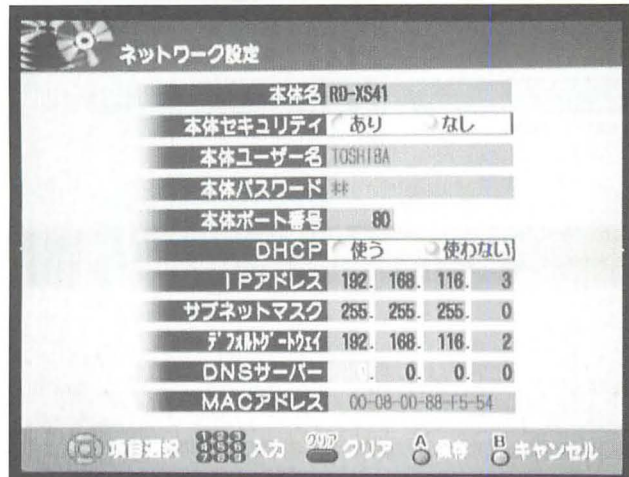 ネットワーク設定
本体名 RD-XS41
本体セキュリティ あり なし
本体ユーザー名 TOSHIBA
本体パスワード **
本体ポート番号 80
DHCP 使う 使わない
IPアドレス 192. 168. 116. 3
サブネットマスク 255. 255. 255. 0
デフォルトゲートウェイ 192. 168. 116. 2
DNSサーバー . 0. 0. 0
MACアドレス 00-08-00-88-F5-54
項目選択 入力 クリア クリア A 保存 B キャンセル